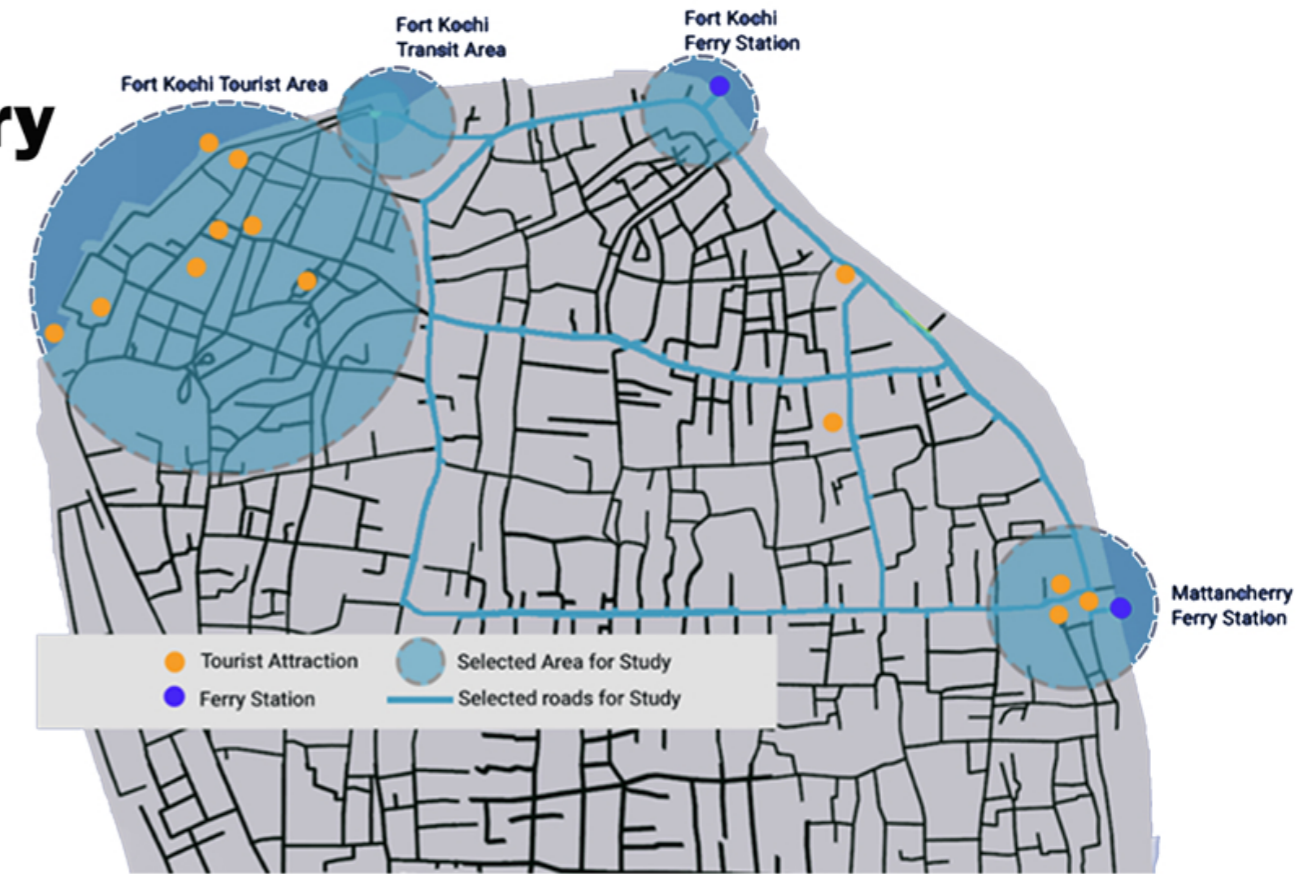 Fort Kochi
Transit Area
Fort Kochi
Ferry Station
Fort Kochi Tourist Area
ry
Mattancherry
Ferry Station
Tourist Attraction
Selected Area for Study
Ferry Station
Selected roads for Study